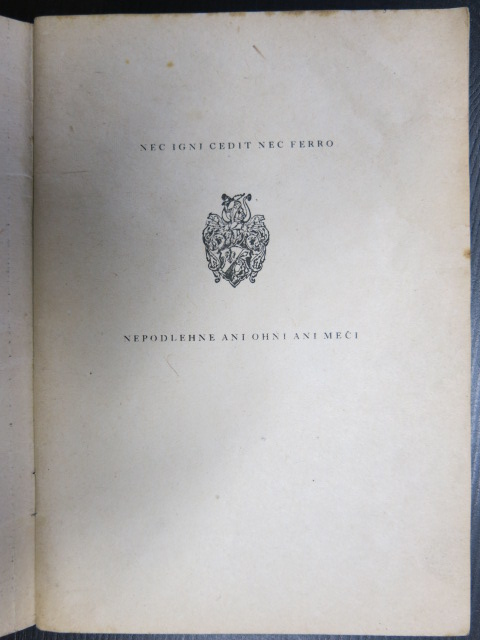 NEC IGNI CEDIT NEC FERRO
NEPODLEHNE ANI OHNI ANI MEČI